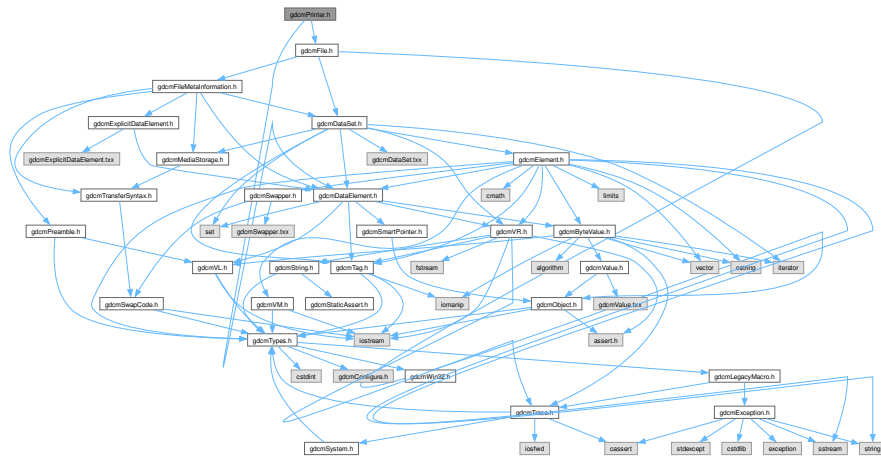 gdcmPrinter.h
gdcmFile.h
gdcmFileMetaInformation.h
gdcmExplicitDataElement.h
gdcmDataSet.h
gdcmExplicitDataElement.txx
gdcmMediaStorage.h
gdcmDataSet.txx
gdcmElement.h
gdcmTransferSyntax.h
gdcmSwapper.h
gdcmDataElement.h
cmath
limits
gdcmPreamble.h
set
gdcmSwapper.txx
gdcmSmartPointer.h
gdcmVR.h
gdcmByteValue.h
gdcmVL.h
gdcmString.h
gdcmTag.h
fstream
algorithm
gdcmValue.h
vector
cstring
iterator
gdcmSwapCode.h
gdcmVM.h
gdcmStaticAssert.h
iomanip
gdcmObject.h
gdcmValue.txx
gdcmTypes.h
iostream
assert.h
cstdint
gdcmConfigure.h
gdcmWin32.h
gdcmLegacyMacro.h
gdcmTrace.h
gdcmException.h
gdcmSystem.h
iosfwd
cassert
stdexcept
cstdlib
exception
sstream
string